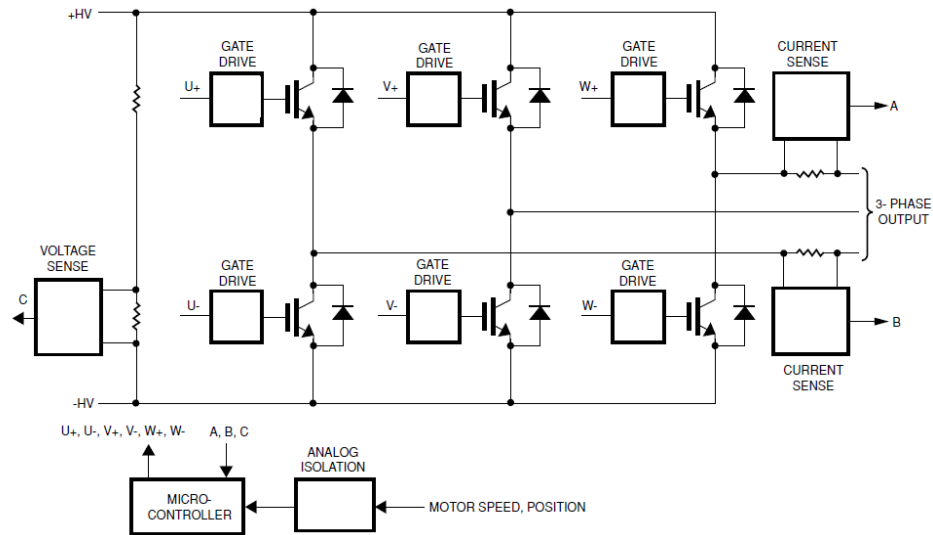 +HV
GATE
DRIVE
U+
GATE
DRIVE
V+
GATE
DRIVE
W+
CURRENT
SENSE
A
3- PHASE
OUTPUT
VOLTAGE
SENSE
C
GATE
DRIVE
U-
GATE
DRIVE
V-
GATE
DRIVE
W-
B
CURRENT
SENSE
-HV
U+, U-, V+, V-, W+, W-
A, B, C
ANALOG
ISOLATION
MICRO-
CONTROLLER
MOTOR SPEED, POSITION